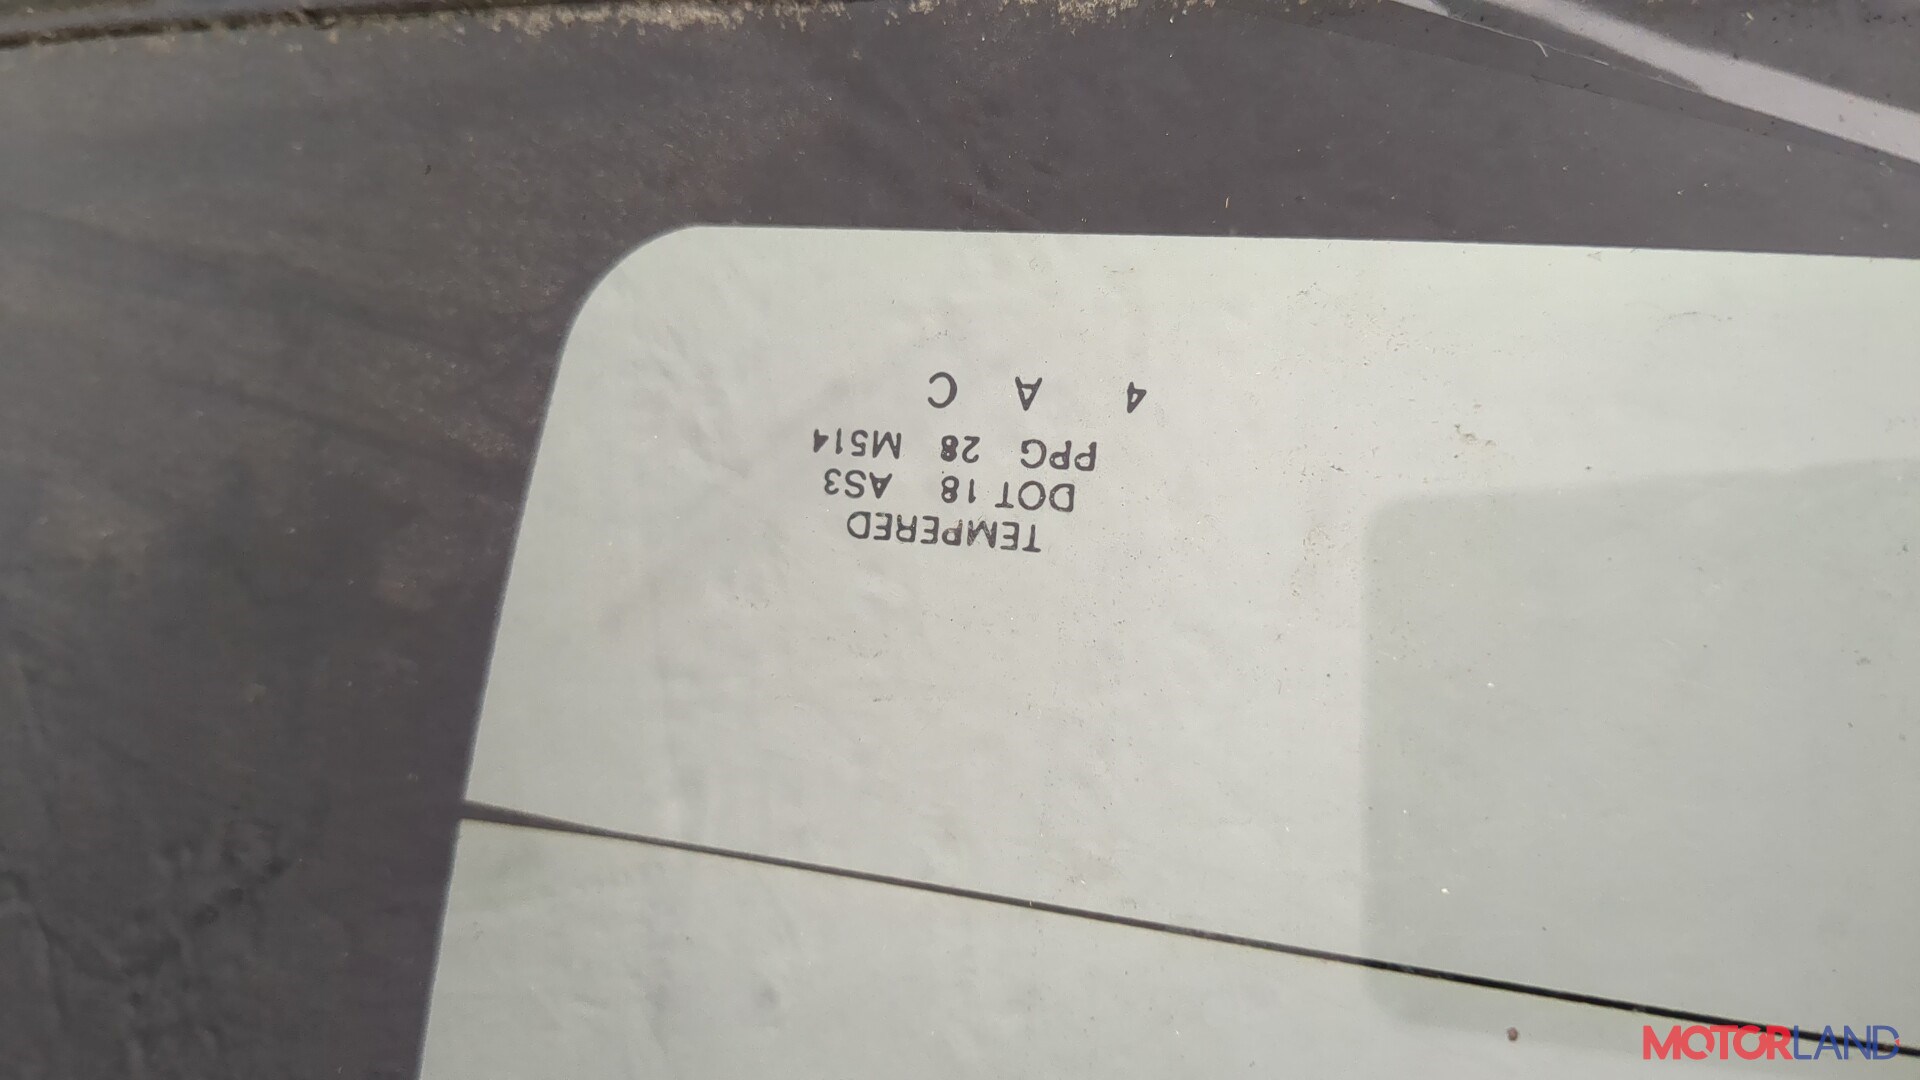 TEMPERED
DOT 18 AS3
PPG 28 M514
4 A C
MOTORLAND